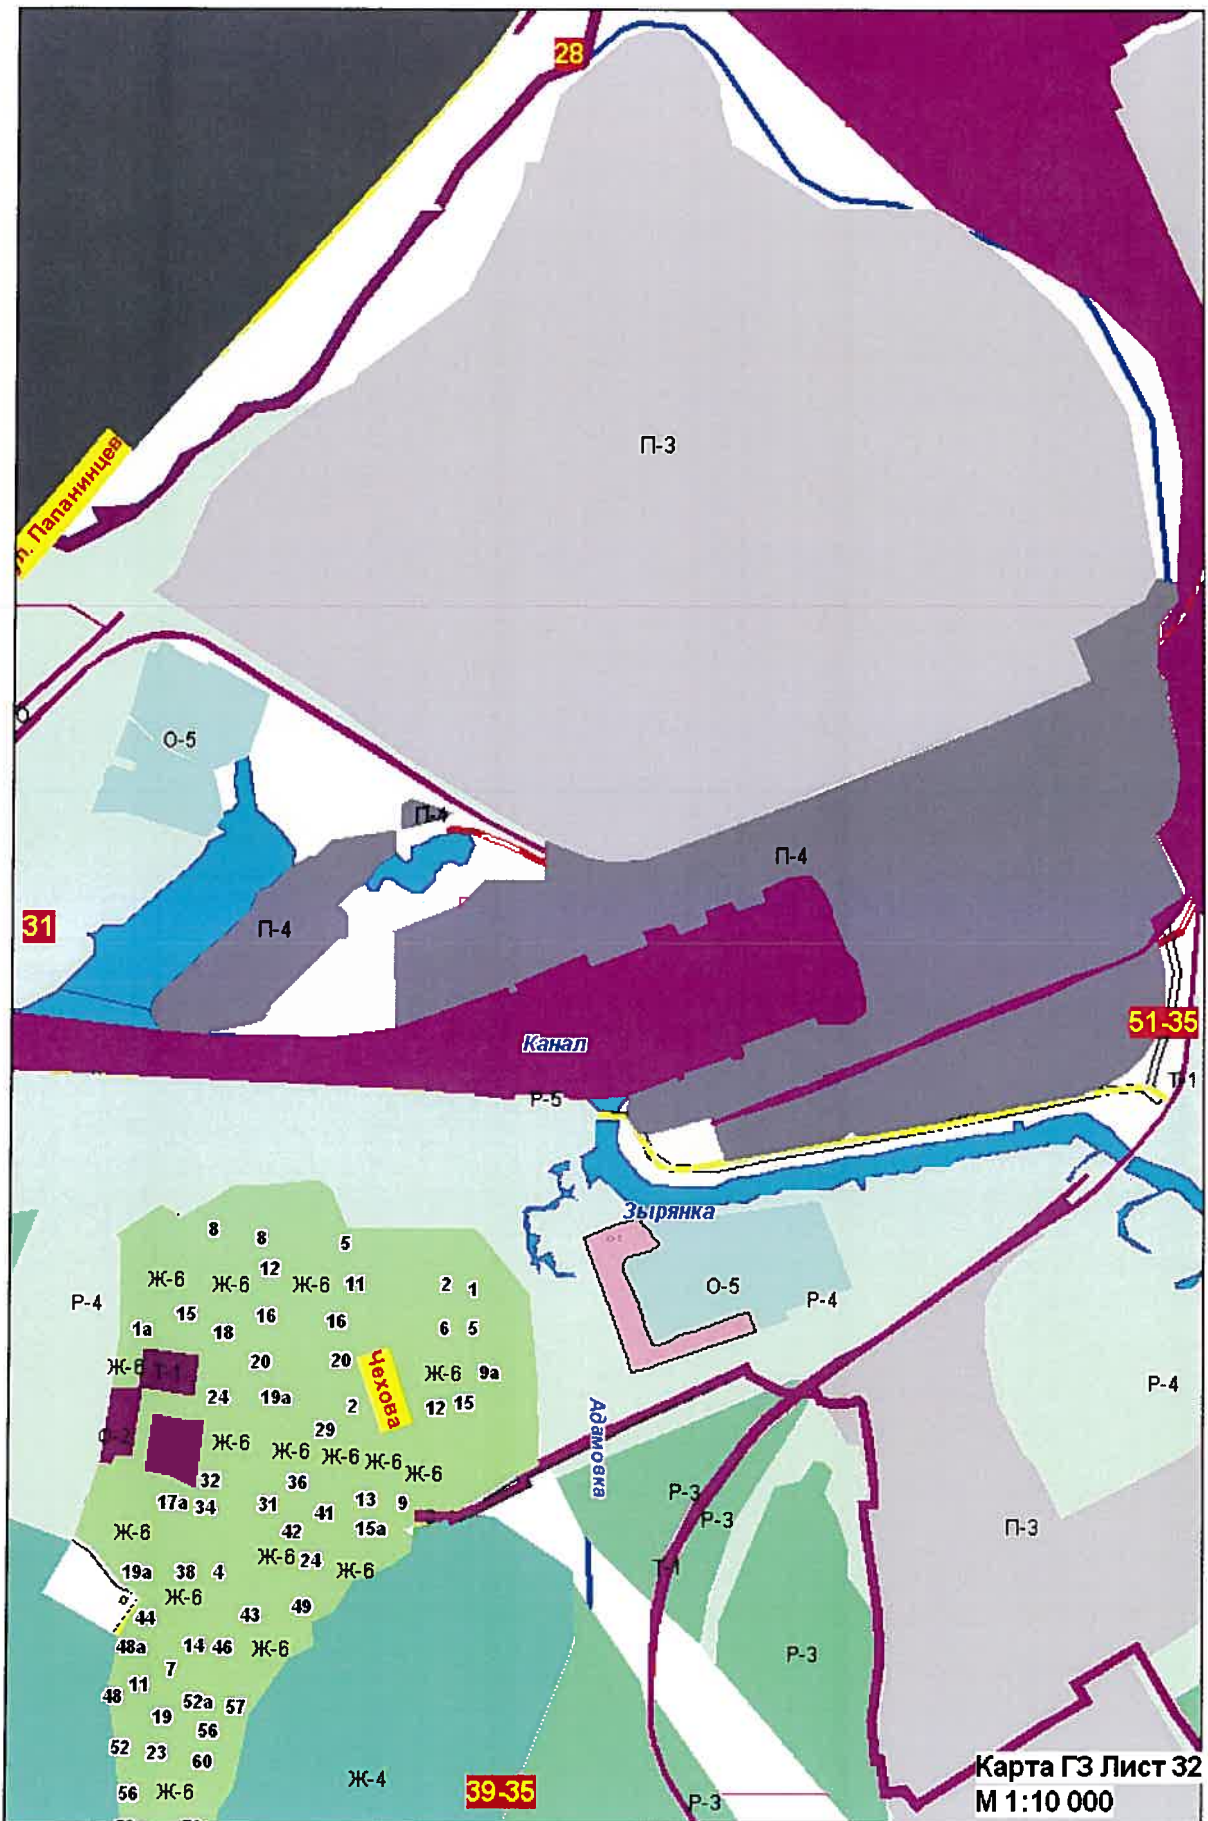 28
П-3
ул. Папанинцев
О-5
П-4
П-4
П-4
31
51-35
Канал
Т-1
Р-5
Зырянка
8
8
5
12
Ж-6
Ж-6
Ж-6
11
2
1
О-5
Р-4
Р-4
15
16
16
1а
18
6
5
Ж-6
Т-1
20
20
Чехова
Ж-6
9а
Р-4
24
19а
2
12
15
29
Адамовка
Ж-6
Ж-6
Ж-6
Ж-6
Ж-6
32
36
Р-3
17а
34
31
41
13
9
Р-3
П-3
Ж-6
42
15а
Ж-6
24
Ж-6
Т-1
19а
38
4
Ж-6
44
43
49
48а
14
46
Ж-6
Р-3
7
11
48
52а
57
19
56
52
23
60
Ж-4
56
Ж-6
39-35
Р-3
Карта ГЗ Лист 32
М 1:10 000